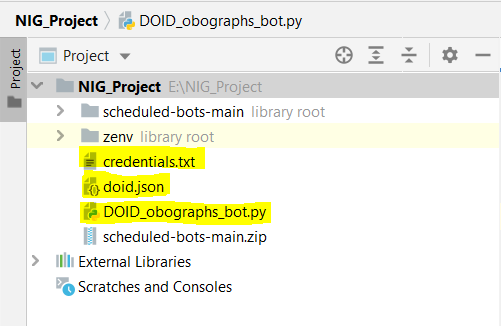 NIG_Project DOID_obographs_bot.py
Project
Project
NIG_Project E:\NIG_Project
scheduled-bots-main library root
zenv library root
credentials.txt
doid.json
DOID_obographs_bot.py
scheduled-bots-main.zip
External Libraries
Scratches and Consoles